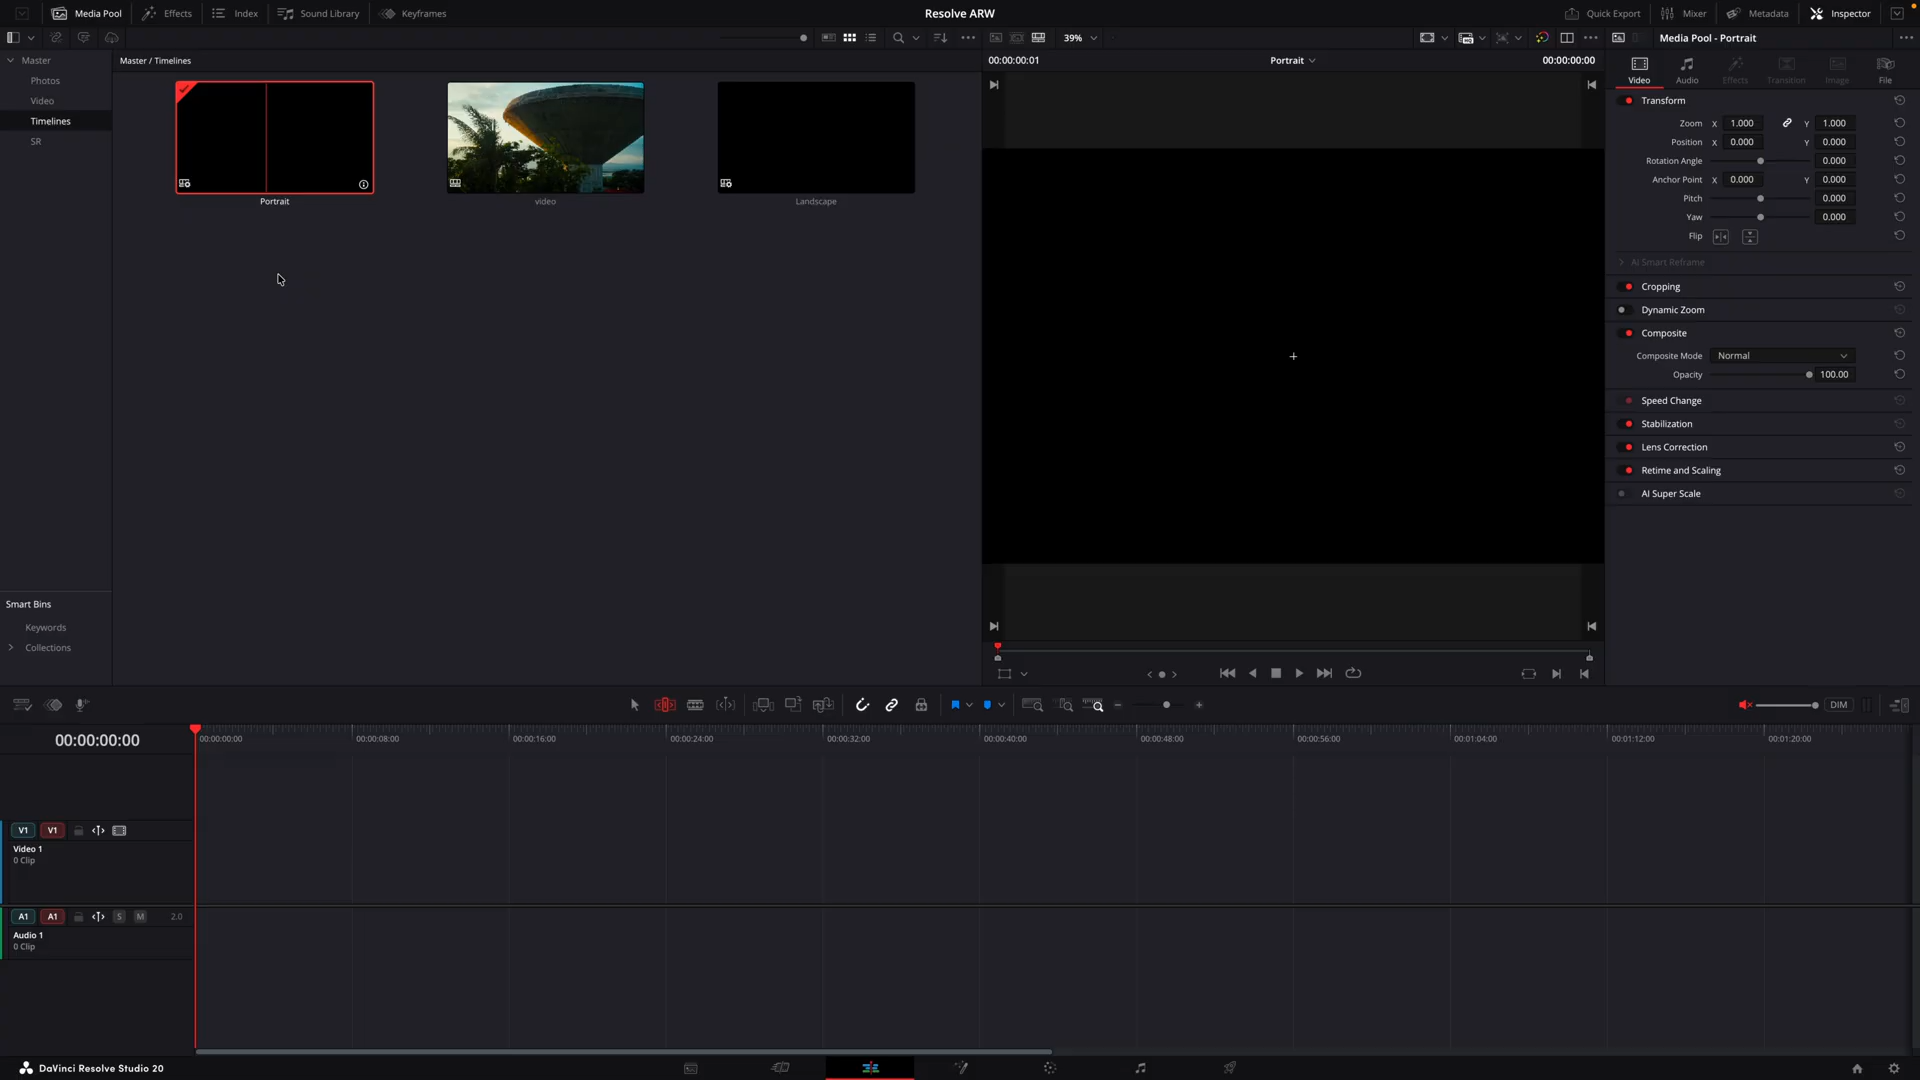 Media Pool
Effects
Index
Sound Library
Keyframes
Resolve ARW
Quick Export
Mixer
Metadata
Inspector
39%
Media Pool - Portrait
Master
Photos
Video
Timelines
SR
Master / Timelines
Portrait
video
Landscape
00:00:00:01
Portrait
00:00:00:00
Video
Audio
Effects
Transition
Image
File
Transform
Zoom X 1.000 Y 1.000
Position X 0.000 Y 0.000
Rotation Angle 0.000
Anchor Point X 0.000 Y 0.000
Pitch 0.000
Yaw 0.000
Flip
AI Smart Reframe
Cropping
Dynamic Zoom
Composite
Composite Mode Normal
Opacity 100.00
Speed Change
Stabilization
Lens Correction
Retime and Scaling
AI Super Scale
Smart Bins
Keywords
Collections
DIM
00:00:00:00
00:00:00:00 00:00:08:00 00:00:16:00 00:00:24:00 00:00:32:00 00:00:40:00 00:00:48:00 00:00:56:00 00:01:04:00 00:01:12:00 00:01:20:00
V1 V1
Video 1
0 Clip
A1 A1 S M 2.0
Audio 1
0 Clip
DaVinci Resolve Studio 20